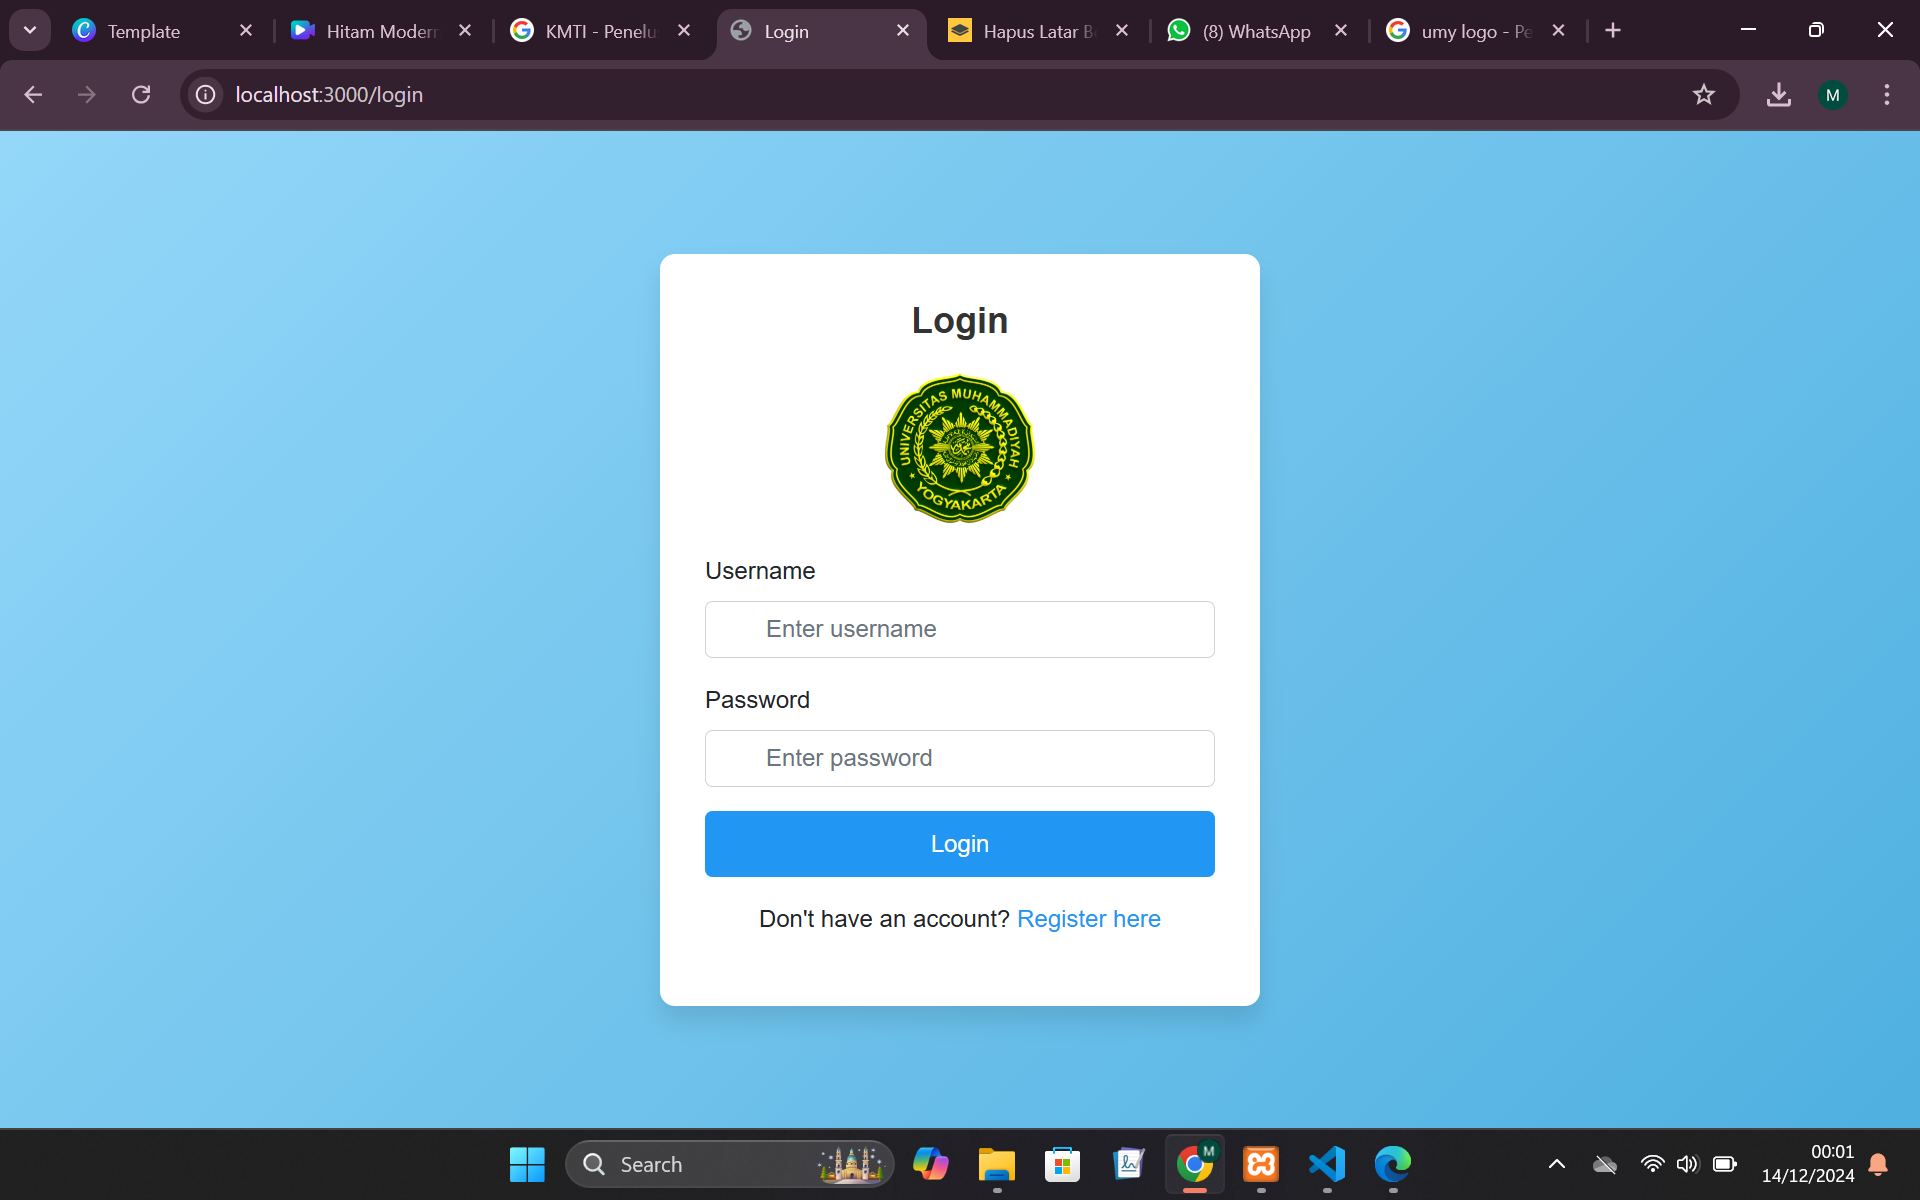 Template
Hitam Modern
KMTI - Penelu
Login
Hapus Latar B
(8) WhatsApp
umy logo - Pe
localhost:3000/login
M
Login
UNIVERSITAS MUHAMMADIYAH
YOGYAKARTA
Username
Enter username
Password
Enter password
Login
Don't have an account? Register here
Search
M
00:01
14/12/2024